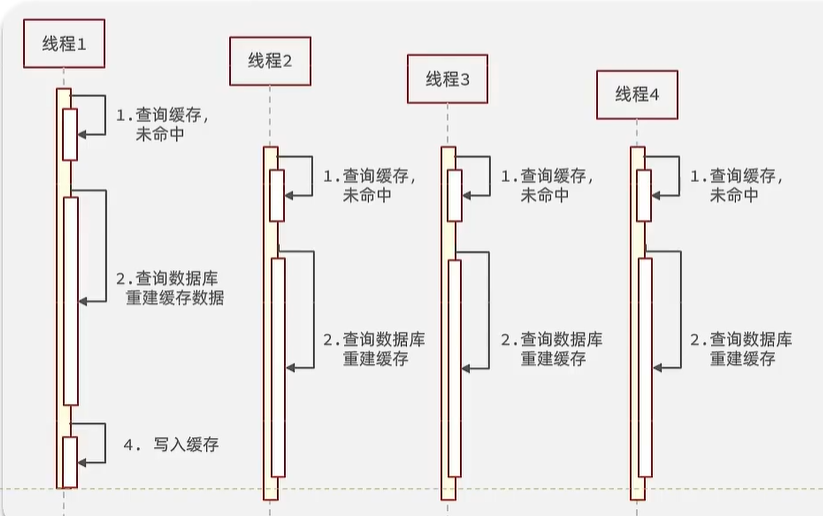 线程1
线程2
线程3
线程4
1.查询缓存,
未命中
1.查询缓存,
未命中
1.查询缓存,
未命中
1.查询缓存,
未命中
2.查询数据库
重建缓存数据
2.查询数据库
重建缓存
2.查询数据库
重建缓存
2.查询数据库
重建缓存
4. 写入缓存